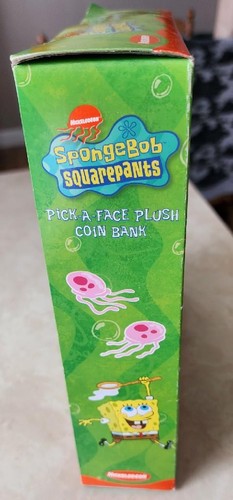 NICKELODEON
SpongeBob
SQUAREPANTS
PICK-A-FACE PLUSH
COIN BANK
NICKELODEON